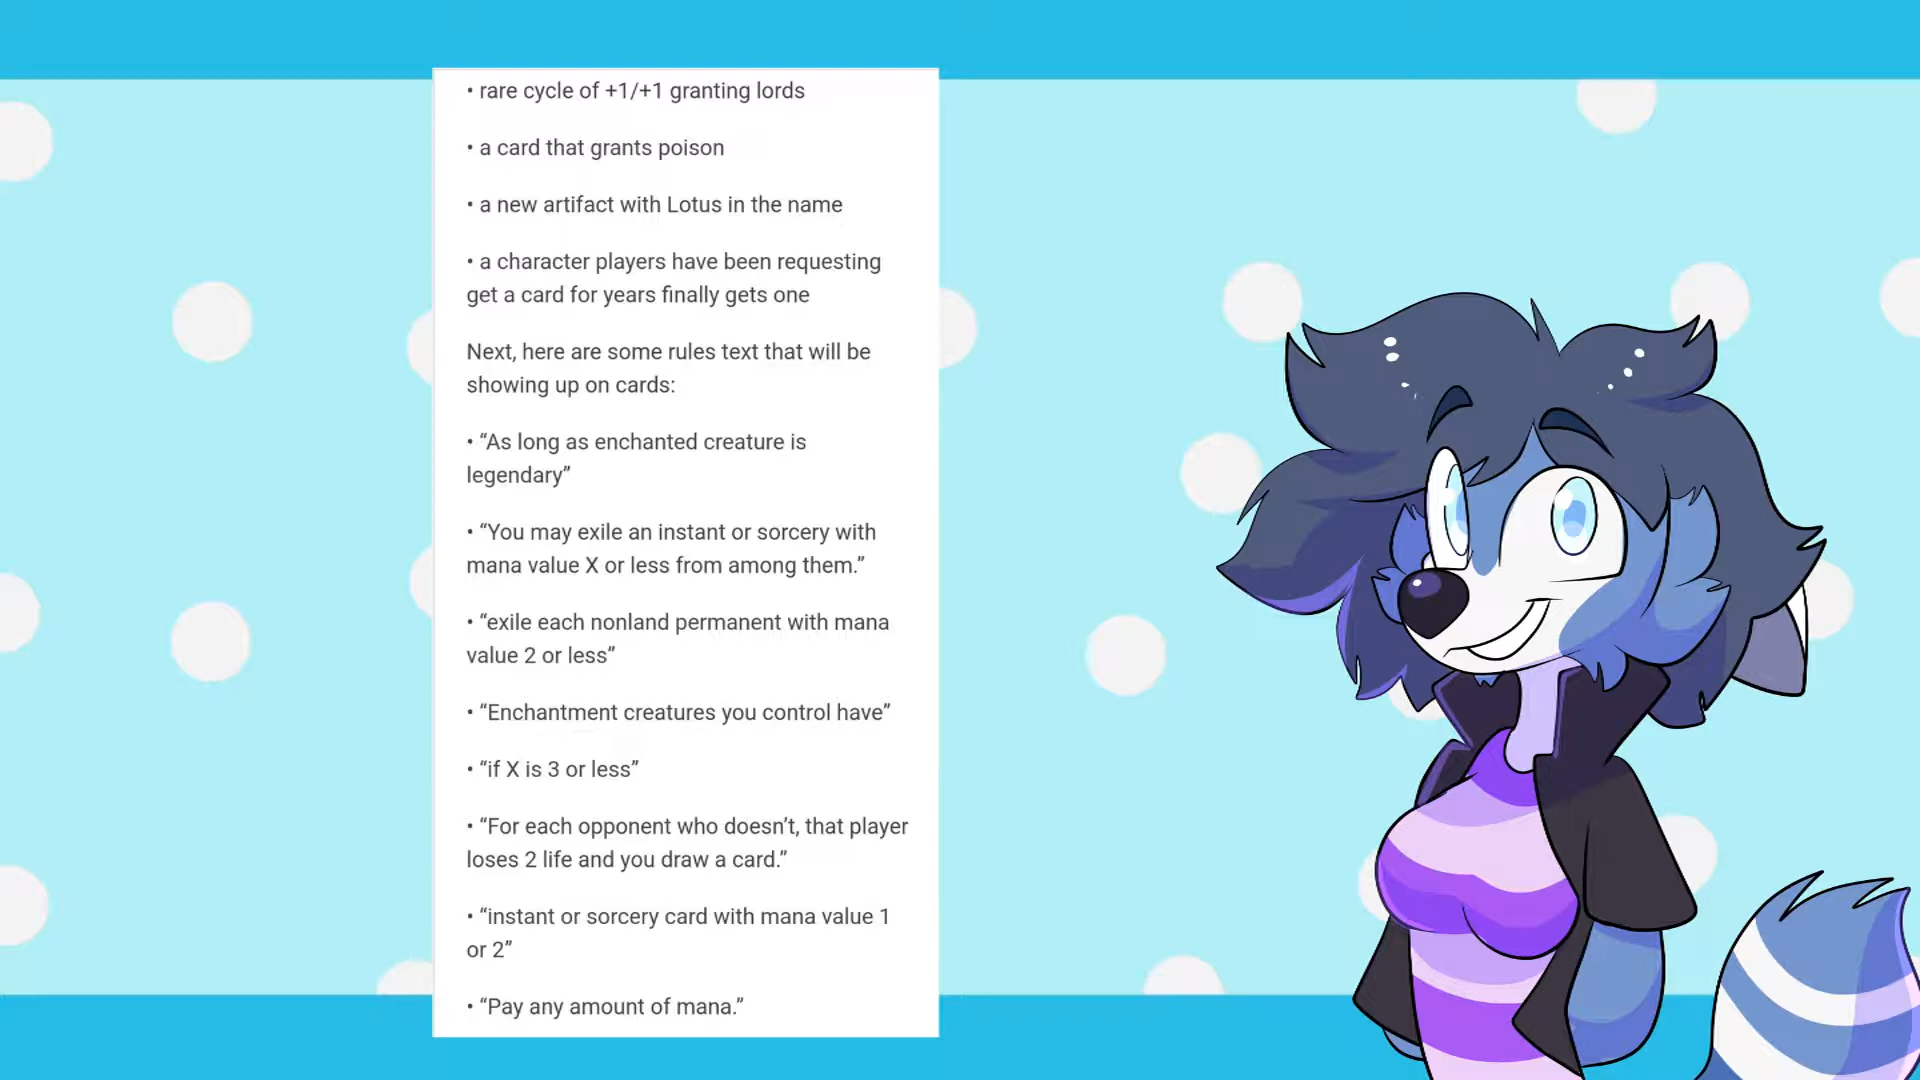 • rare cycle of +1/+1 granting lords
• a card that grants poison
• a new artifact with Lotus in the name
• a character players have been requesting
get a card for years finally gets one
Next, here are some rules text that will be
showing up on cards:
• “As long as enchanted creature is
legendary”
• “You may exile an instant or sorcery with
mana value X or less from among them.”
• “exile each nonland permanent with mana
value 2 or less”
• “Enchantment creatures you control have”
• “if X is 3 or less”
• “For each opponent who doesn’t, that player
loses 2 life and you draw a card.”
• “instant or sorcery card with mana value 1
or 2”
• “Pay any amount of mana.”